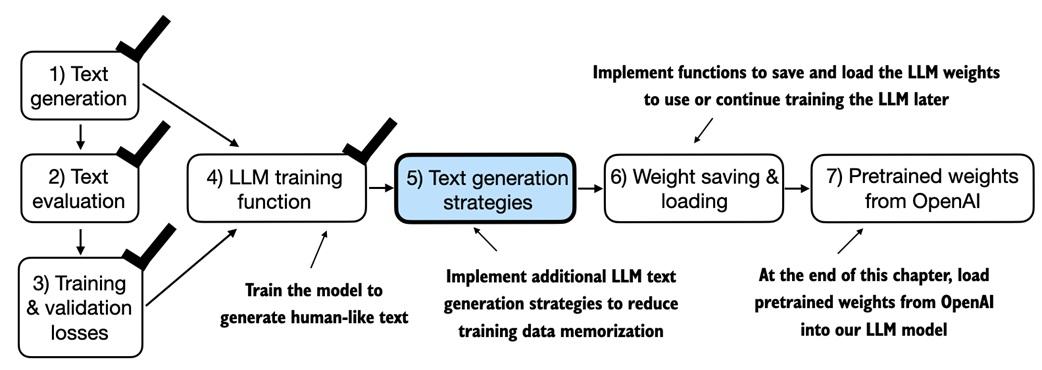 1) Text
generation
2) Text
evaluation
3) Training
& validation
losses
4) LLM training
function
Train the model to
generate human-like text
5) Text generation
strategies
Implement additional LLM text
generation strategies to reduce
training data memorization
Implement functions to save and load the LLM weights
to use or continue training the LLM later
6) Weight saving &
loading
7) Pretrained weights
from OpenAI
At the end of this chapter, load
pretrained weights from OpenAI
into our LLM model